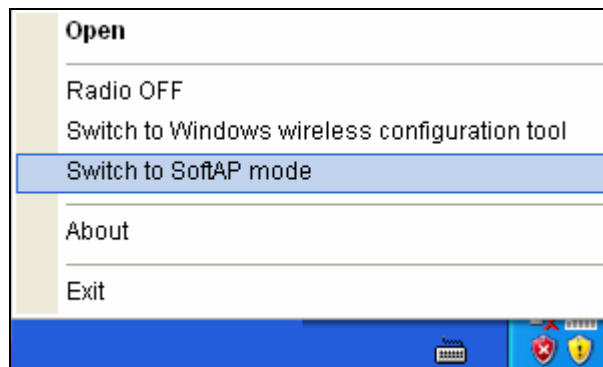 Open
Radio OFF
Switch to Windows wireless configuration tool
Switch to SoftAP mode
About
Exit